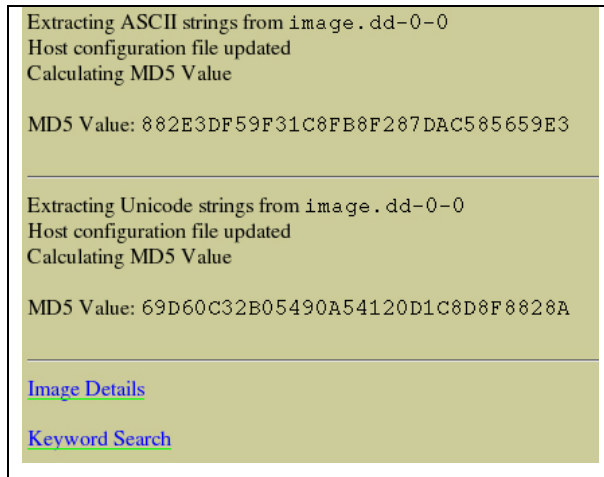 Extracting ASCII strings from image.dd-0-0
Host configuration file updated
Calculating MD5 Value
MD5 Value: 882E3DF59F31C8FB8F287DAC585659E3
Extracting Unicode strings from image.dd-0-0
Host configuration file updated
Calculating MD5 Value
MD5 Value: 69D60C32B05490A54120D1C8D8F8828A
Image Details
Keyword Search